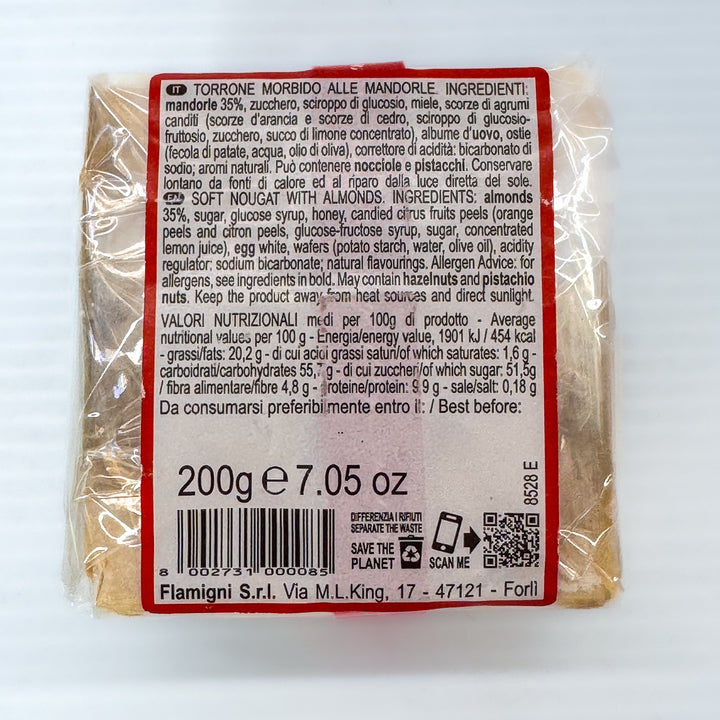 IT TORRONE MORBIDO ALLE MANDORLE. INGREDIENTI:
mandorle 35%, zucchero, sciroppo di glucosio, miele, scorze di agrumi
canditi (scorze d'arancia e scorze di cedro, sciroppo di glucosio-
fruttosio, zucchero, succo di limone concentrato), albume d'uovo, ostie
(fecola di patate, acqua, olio di oliva), correttore di acidità: bicarbonato di
sodio; aromi naturali. Può contenere nocciole e pistacchi. Conservare
lontano da fonti di calore ed al riparo dalla luce diretta del sole.
EN SOFT NOUGAT WITH ALMONDS. INGREDIENTS: almonds
35%, sugar, glucose syrup, honey, candied citrus fruits peels (orange
peels and citron peels, glucose-fructose syrup, sugar, concentrated
lemon juice), egg white, wafers (potato starch, water, olive oil), acidity
regulator: sodium bicarbonate; natural flavourings. Allergen Advice: for
allergens, see ingredients in bold. May contain hazelnuts and pistachio
nuts. Keep the product away from heat sources and direct sunlight.
VALORI NUTRIZIONALI medi per 100g di prodotto - Average
nutritional values per 100 g - Energia/energy value, 1901 kJ / 454 kcal
- grassi/fats: 20,2 g - di cui acidi grassi saturi/of which saturates: 1,6 g -
carboidrati/carbohydrates 55,7 g - di cui zuccheri/of which sugar: 51,5g
/ fibra alimentare/fibre 4,8 g - proteine/protein: 9,9 g - sale/salt: 0,18 g
Da consumarsi preferibilmente entro il: / Best before:
200g e 7.05 oz
8528 E
DIFFERENZIA I RIFIUTI
SEPARATE THE WASTE
SAVE THE
PLANET
SCAN ME
8 002731 000085
Flamigni S.r.l. Via M.L.King, 17 - 47121 - Forlì